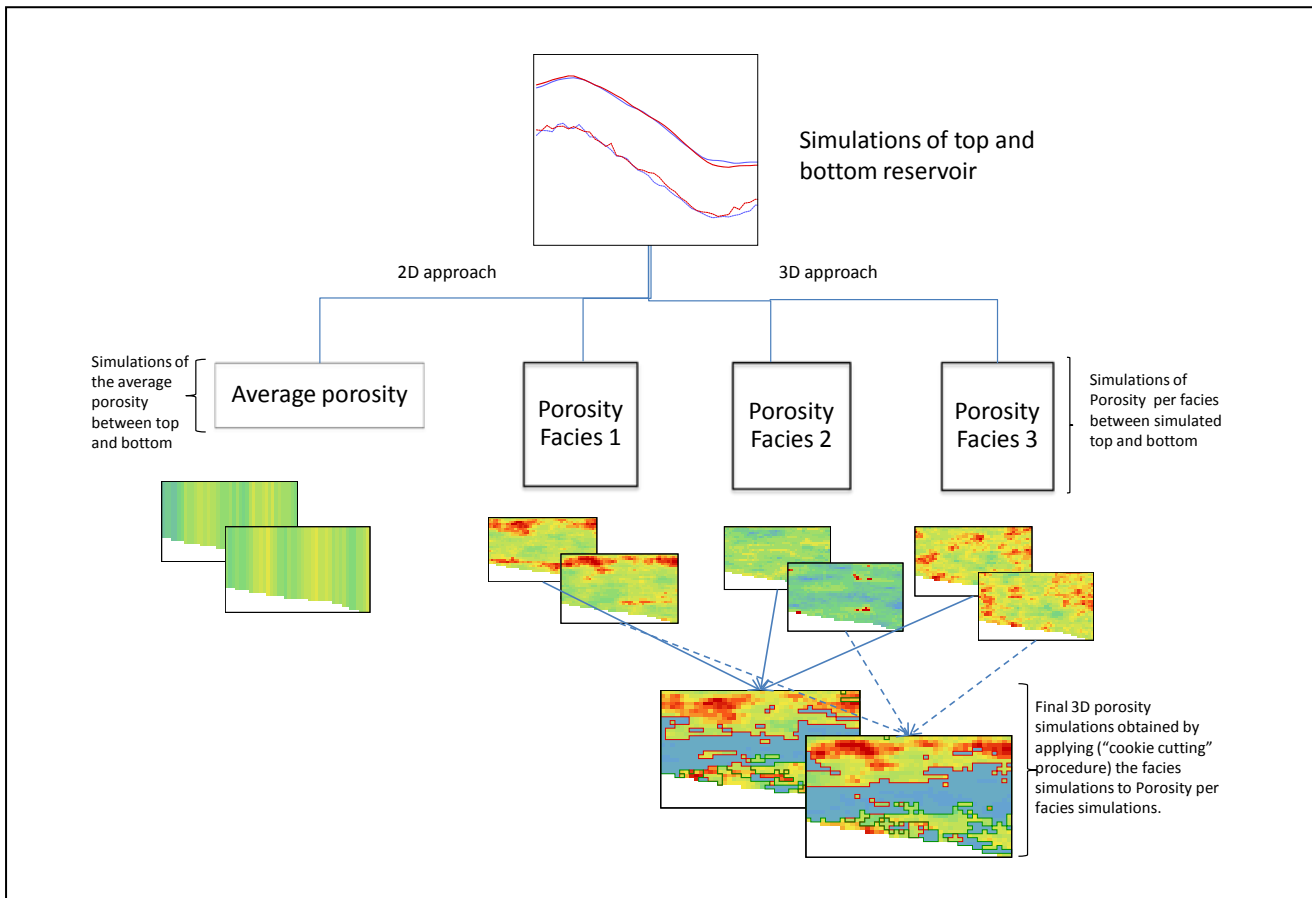 Simulations of top and
bottom reservoir
2D approach
3D approach
Simulations of
the average
porosity
between top
and bottom
Average porosity
Porosity
Facies 1
Porosity
Facies 2
Porosity
Facies 3
Simulations of
Porosity per facies
between simulated
top and bottom
Final 3D porosity
simulations obtained by
applying (“cookie cutting”
procedure) the facies
simulations to Porosity per
facies simulations.